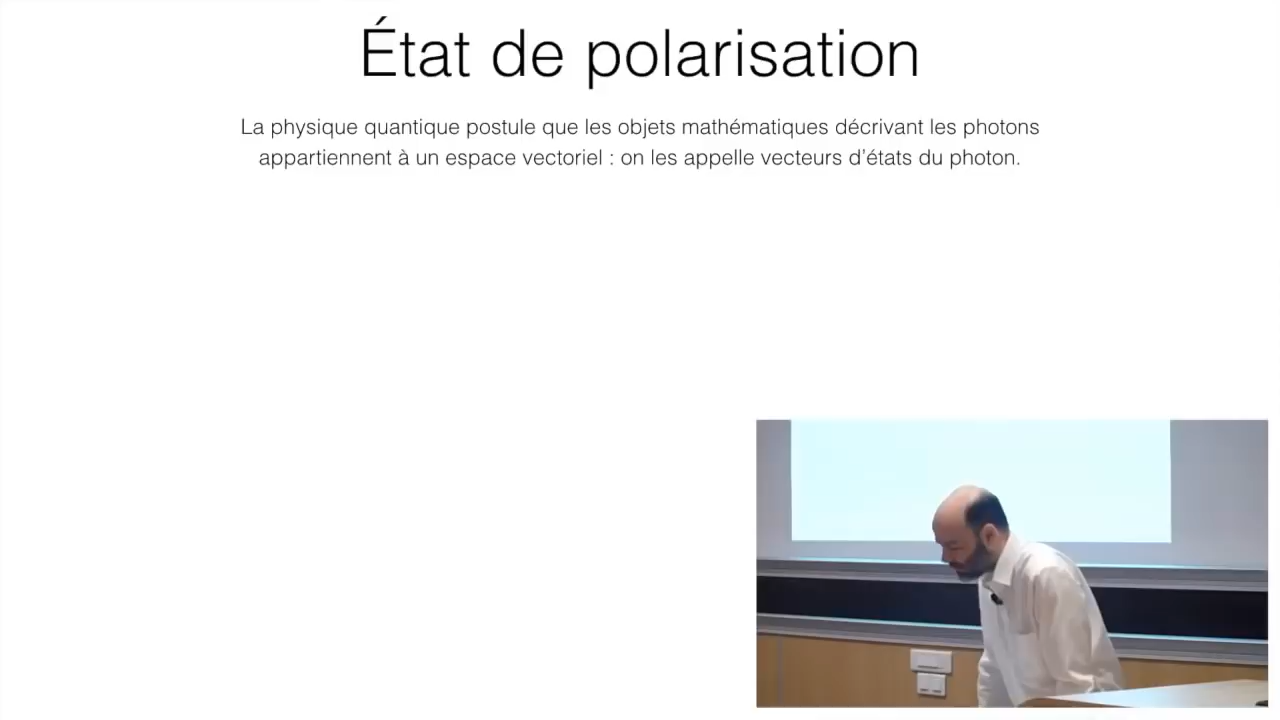 État de polarisation
La physique quantique postule que les objets mathématiques décrivant les photons
appartiennent à un espace vectoriel : on les appelle vecteurs d’états du photon.